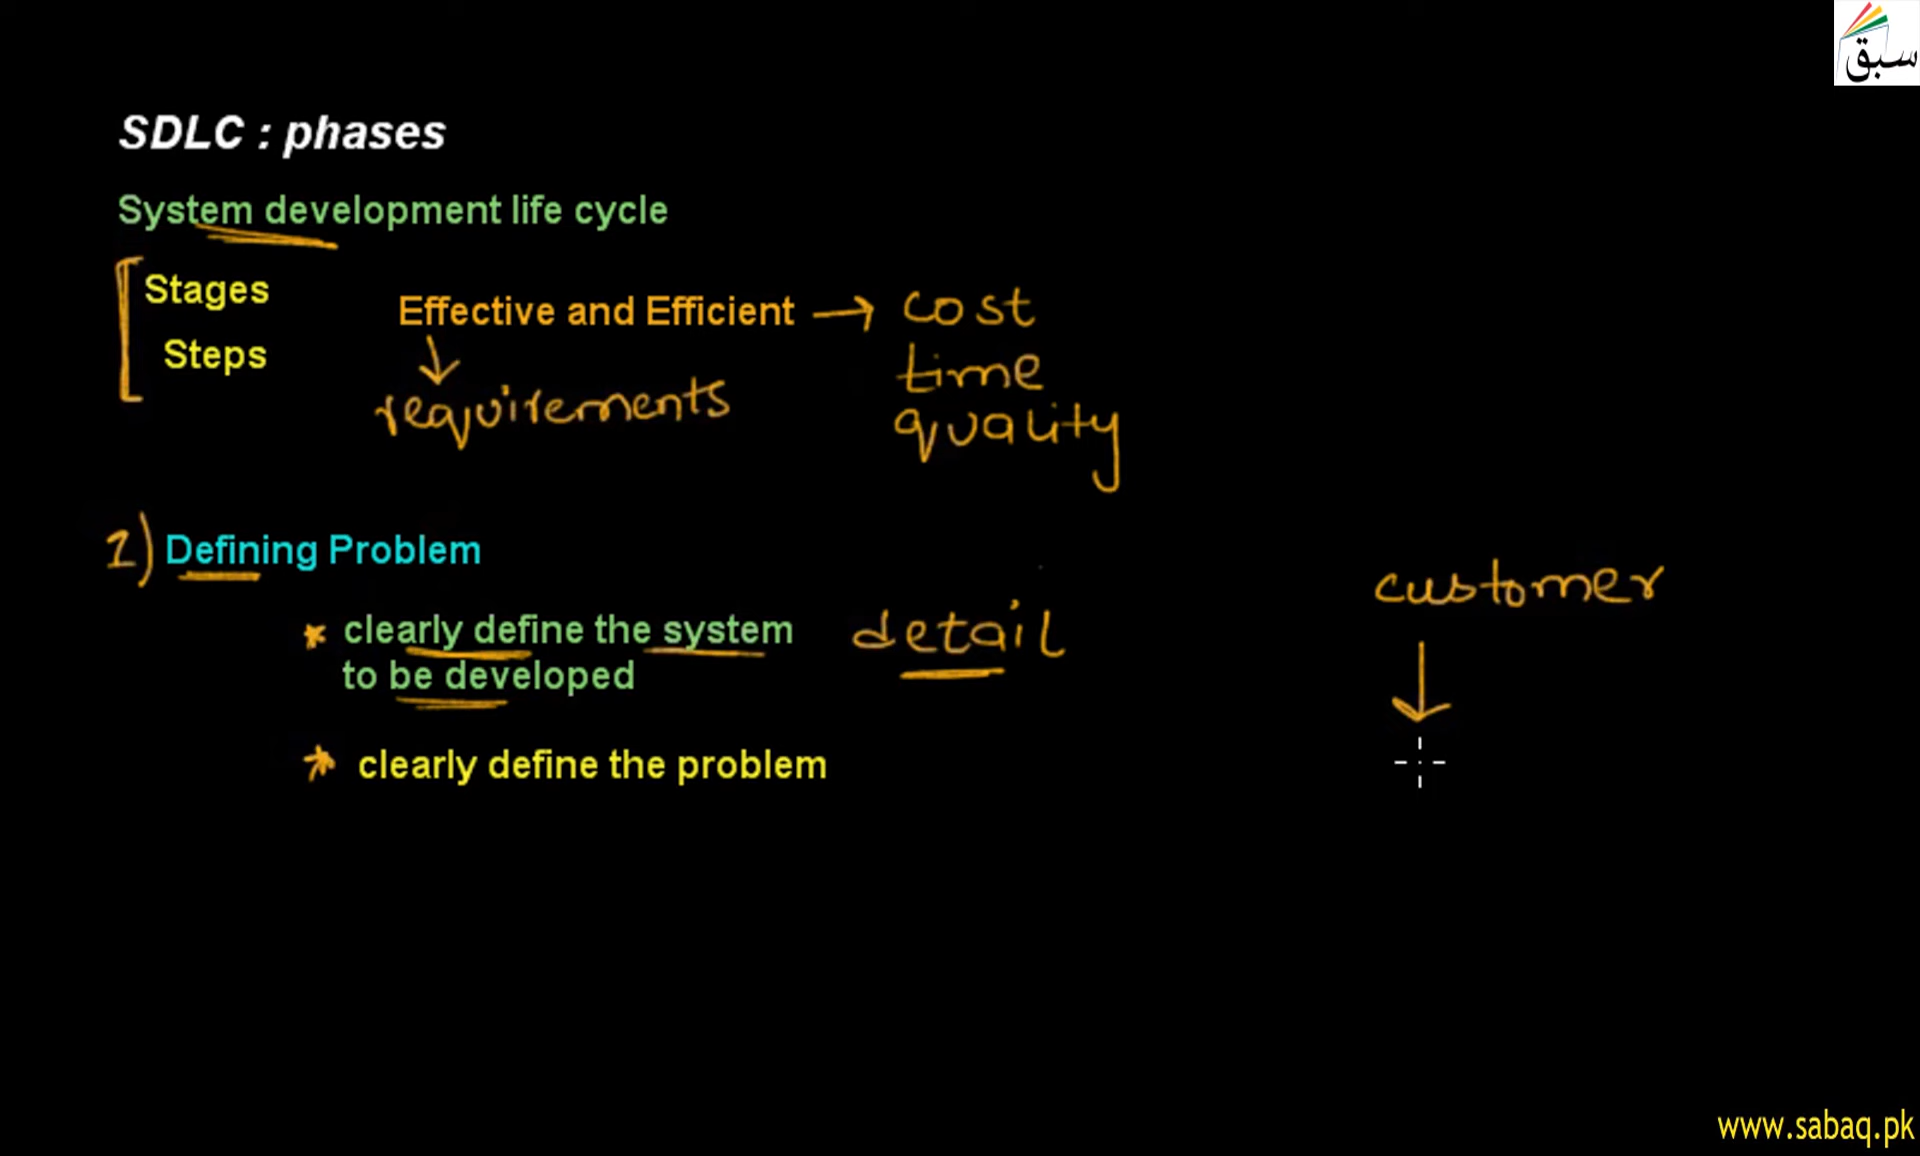 سبق
SDLC : phases
System development life cycle
Stages
Steps
Effective and Efficient → cost
time
quality
requirements
1) Defining Problem
* clearly define the system
to be developed
detail
* clearly define the problem
customer
www.sabaq.pk